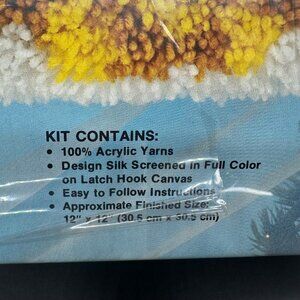 KIT CONTAINS:
• 100% Acrylic Yarns
• Design Silk Screened in Full Color
on Latch Hook Canvas
• Easy to Follow Instructions
• Approximate Finished Size:
12" x 12" (30.5 cm x 30.5 cm)